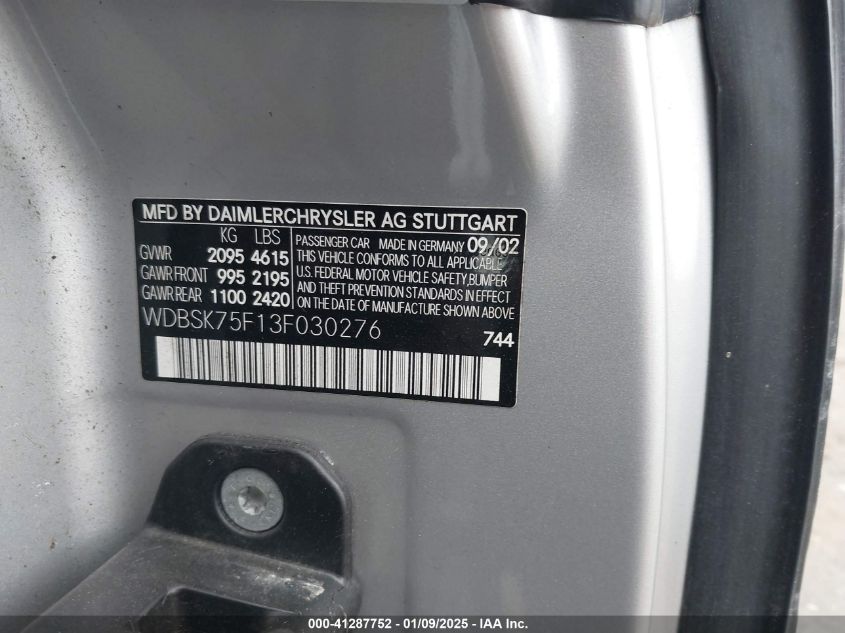 MFD BY DAIMLERCHRYSLER AG STUTTGART
KG LBS
GVWR 2095 4615
GAWR FRONT 995 2195
GAWR REAR 1100 2420
PASSENGER CAR MADE IN GERMANY 09/02
THIS VEHICLE CONFORMS TO ALL APPLICABLE
U.S. FEDERAL MOTOR VEHICLE SAFETY,BUMPER
AND THEFT PREVENTION STANDARDS IN EFFECT
ON THE DATE OF MANUFACTURE SHOWN ABOVE
WDBSK75F13F030276
744
000-41287752 - 01/09/2025 - IAA Inc.